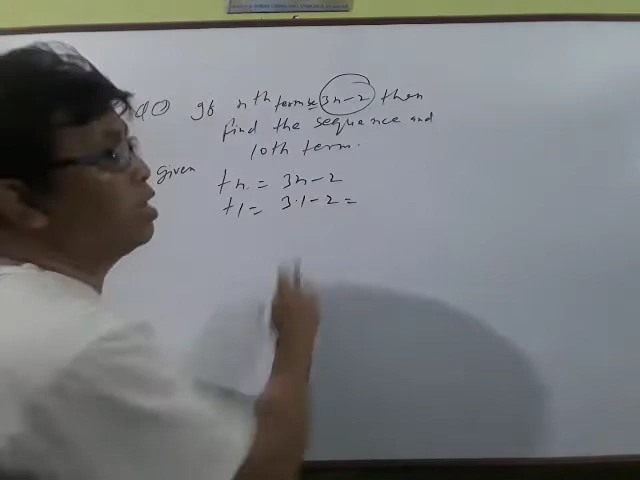 If nth term is 3n-2 then
find the sequence and
10th term.
given
tn = 3n-2
t1 = 3·1-2 =